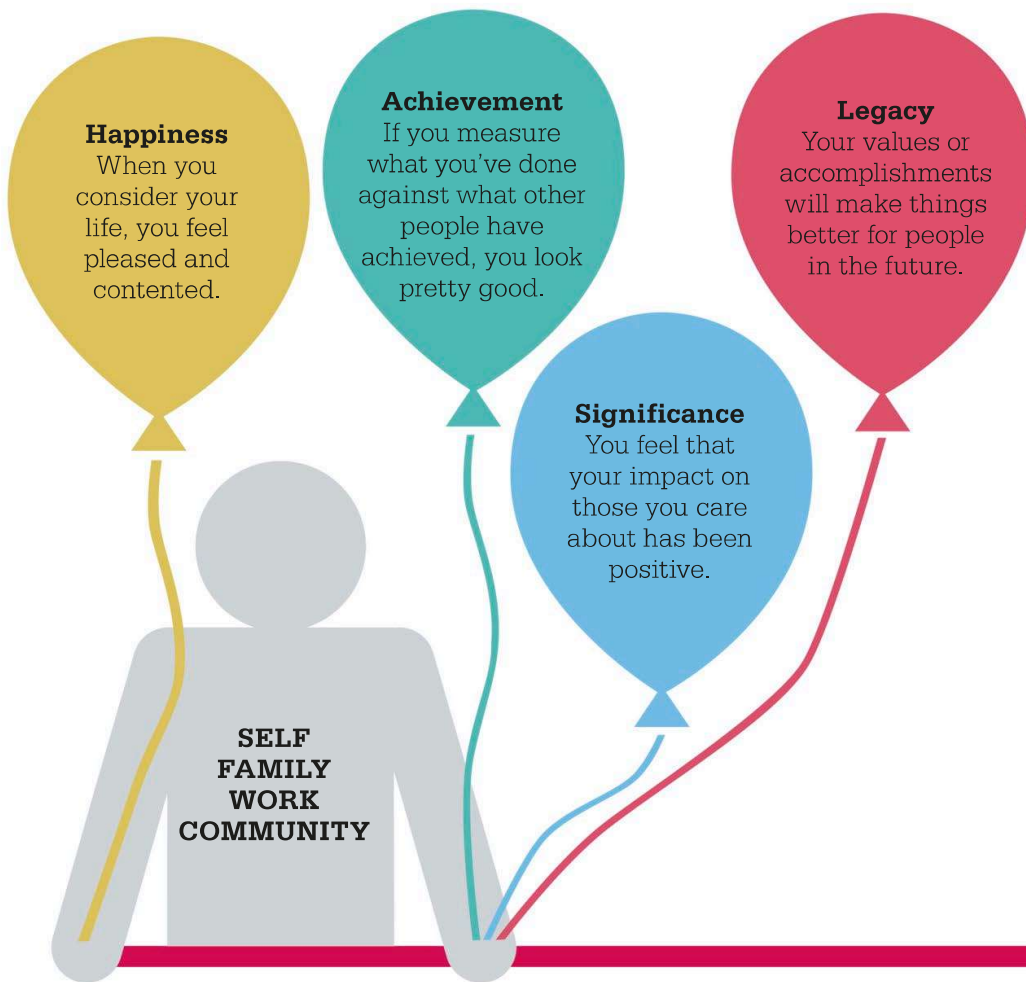 Happiness
When you
consider your
life, you feel
pleased and
contented.
Achievement
If you measure
what you’ve done
against what other
people have
achieved, you look
pretty good.
Legacy
Your values or
accomplishments
will make things
better for people
in the future.
Significance
You feel that
your impact on
those you care
about has been
positive.
SELF
FAMILY
WORK
COMMUNITY